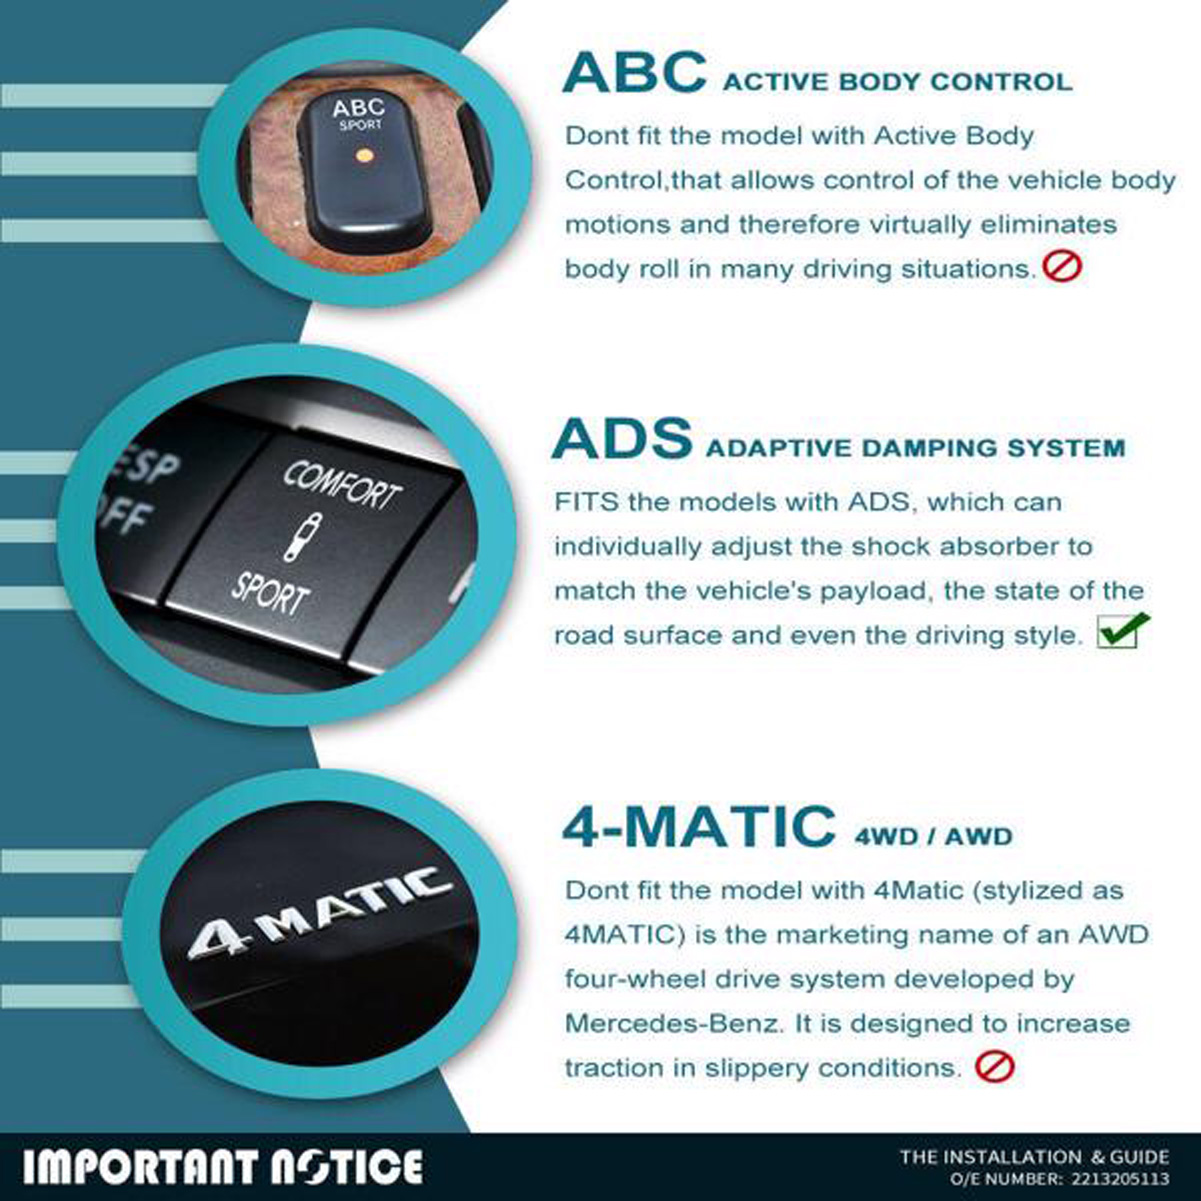 ABC
SPORT
ABC ACTIVE BODY CONTROL
Dont fit the model with Active Body
Control,that allows control of the vehicle body
motions and therefore virtually eliminates
body roll in many driving situations.
ESP
OFF
COMFORT
SPORT
ADS ADAPTIVE DAMPING SYSTEM
FITS the models with ADS, which can
individually adjust the shock absorber to
match the vehicle's payload, the state of the
road surface and even the driving style.
4MATIC
4-MATIC 4WD / AWD
Dont fit the model with 4Matic (stylized as
4MATIC) is the marketing name of an AWD
four-wheel drive system developed by
Mercedes-Benz. It is designed to increase
traction in slippery conditions.
IMPORTANT NOTICE
THE INSTALLATION & GUIDE
O/E NUMBER: 2213205113